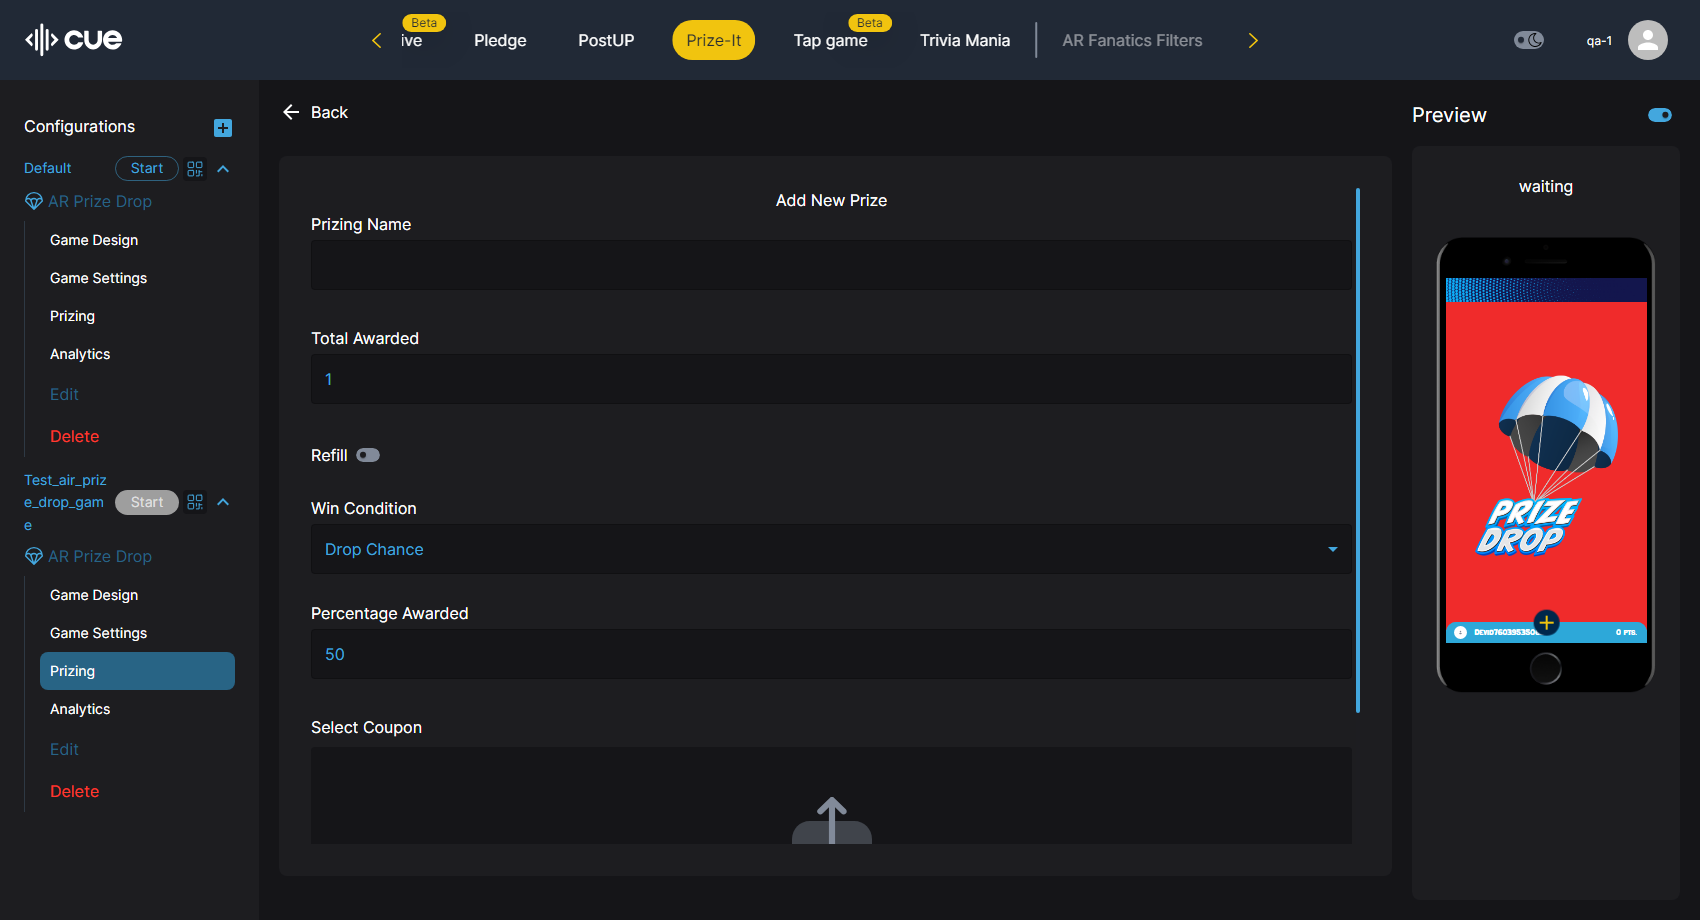 cue
ive
Beta
Pledge
PostUP
Prize-It
Tap game
Beta
Trivia Mania
AR Fanatics Filters
qa-1
Configurations
Default
Start
AR Prize Drop
Game Design
Game Settings
Prizing
Analytics
Edit
Delete
Test_air_priz
e_drop_gam
e
Start
AR Prize Drop
Game Design
Game Settings
Prizing
Analytics
Edit
Delete
Back
Add New Prize
Prizing Name
Total Awarded
1
Refill
Win Condition
Drop Chance
Percentage Awarded
50
Select Coupon
Preview
waiting
PRIZE
DROP
0 PTS.